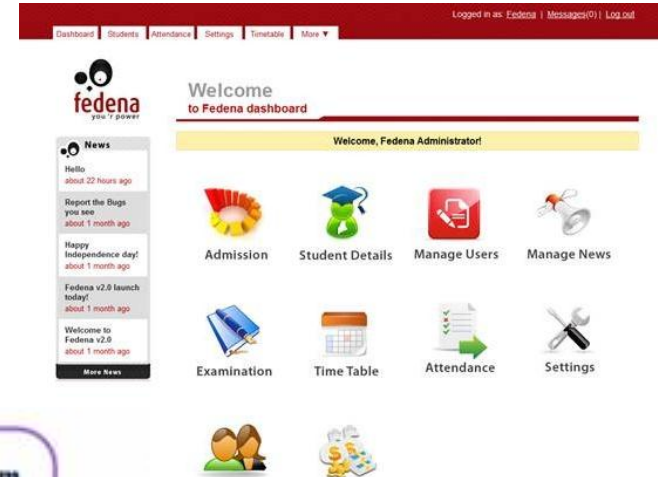 Logged in as: Fedena | Messages(0) | Log out
Dashboard Students Attendance Settings Timetable More ▼
fedena
you 'r power
Welcome
to Fedena dashboard
Welcome, Fedena Administrator!
News
Hello
about 22 hours ago
Report the Bugs
you see
about 1 month ago
Happy
Independence day!
about 1 month ago
Fedena v2.0 launch
today!
about 1 month ago
Welcome to
Fedena v2.0
about 1 month ago
More News
Admission Student Details Manage Users Manage News
Examination Time Table Attendance Settings